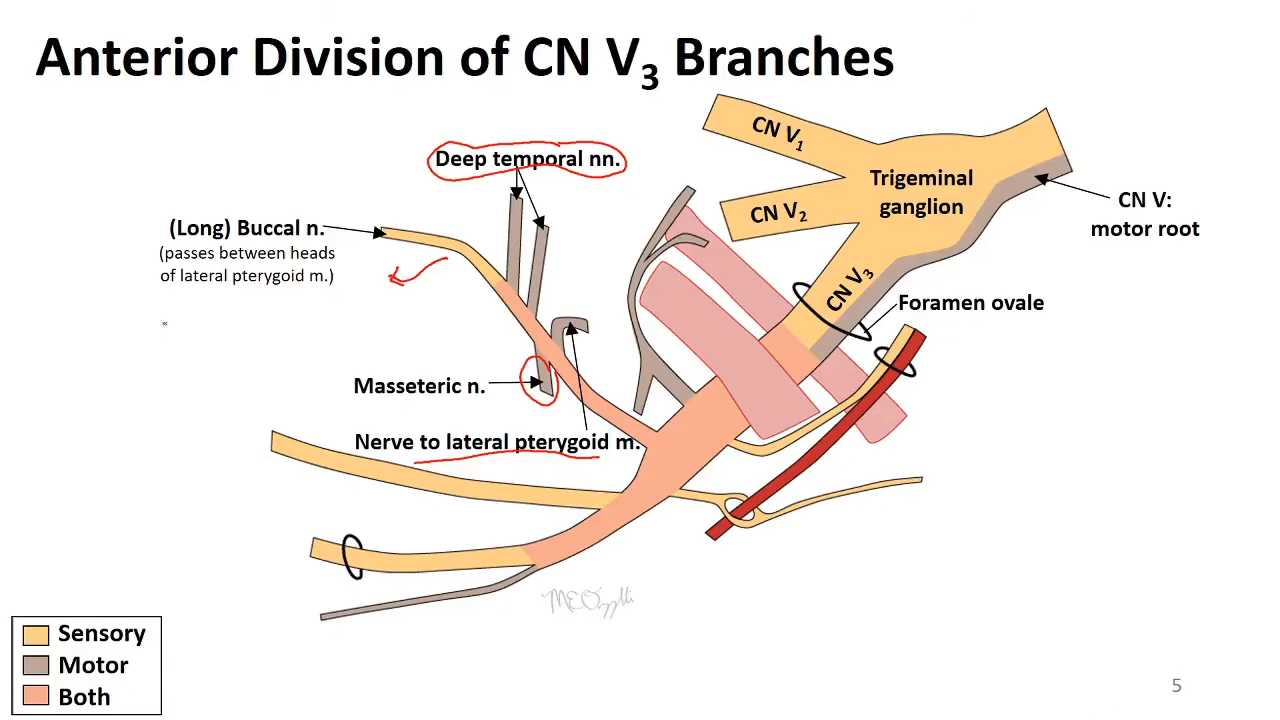 Anterior Division of CN V3 Branches
CN V1
Deep temporal nn.
Trigeminal
ganglion
CN V2
CN V:
motor root
(Long) Buccal n.
(passes between heads
of lateral pterygoid m.)
CN V3
Foramen ovale
Masseteric n.
Nerve to lateral pterygoid m.
Sensory
Motor
Both
5